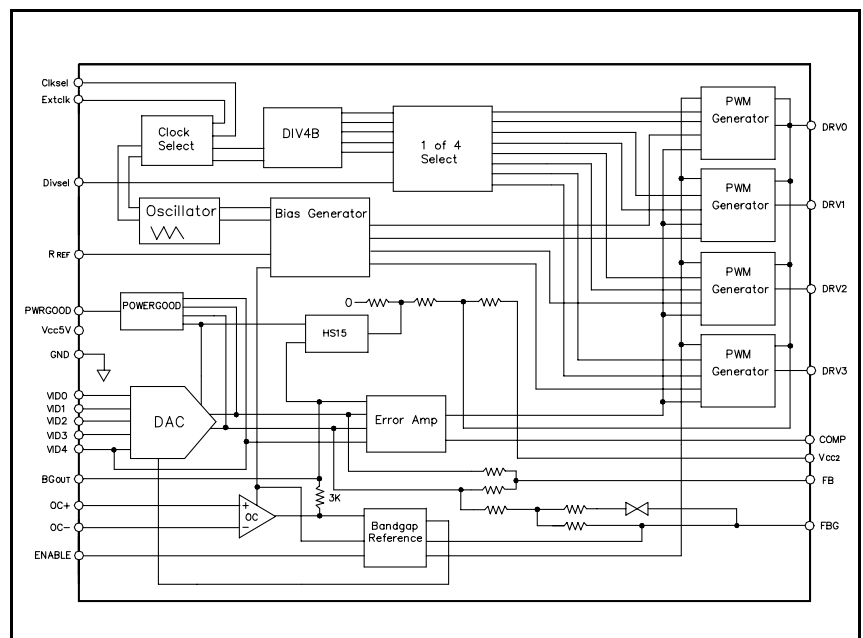 Clksel
Extclk
Clock
Select
DIV4B
1 of 4
Select
PWM
Generator
DRV0
Divsel
Oscillator
Bias Generator
PWM
Generator
DRV1
RREF
PWM
Generator
DRV2
PWRGOOD
POWERGOOD
0
Vcc5V
HS15
GND
PWM
Generator
DRV3
VID0
VID1
VID2
VID3
VID4
DAC
Error Amp
COMP
Vcc2
BGOUT
3K
FB
OC+
OC-
+
OC
−
Bandgap
Reference
FBG
ENABLE